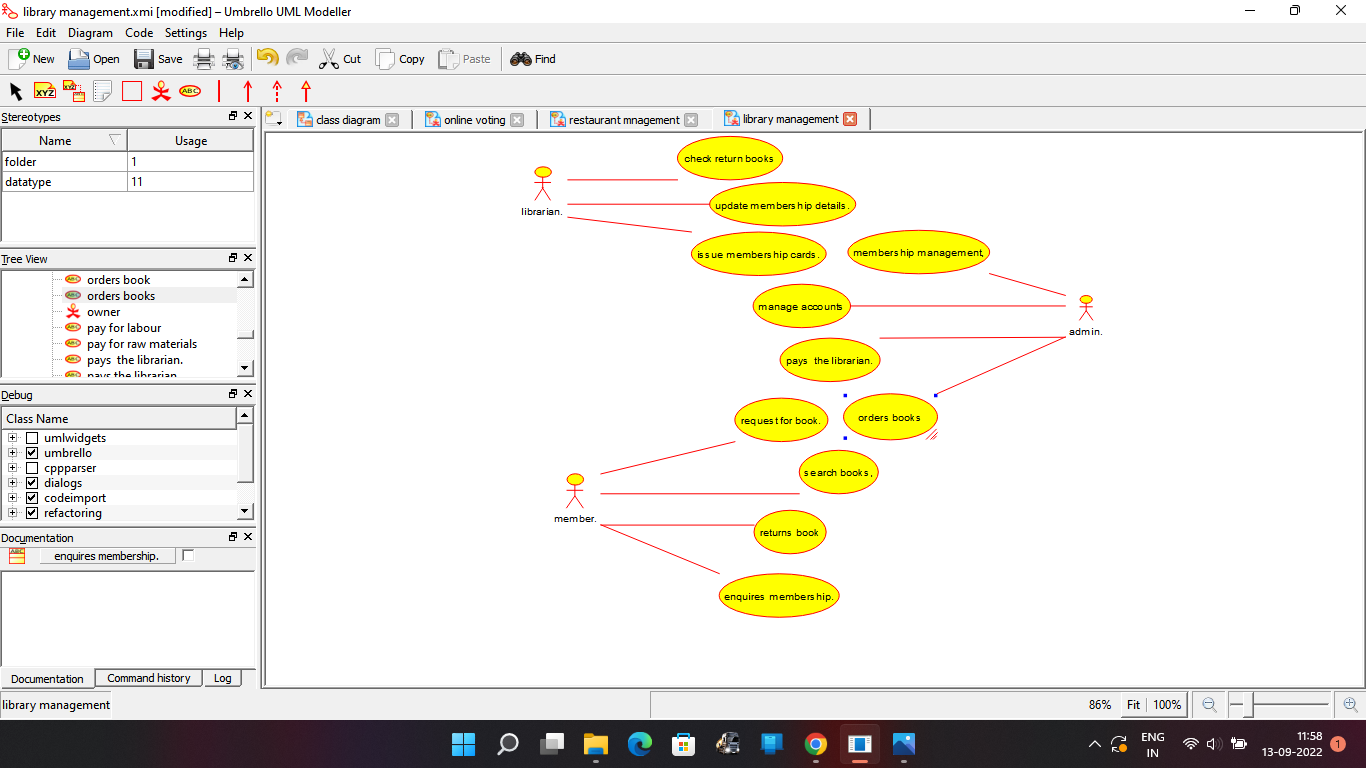 library management.xmi [modified] – Umbrello UML Modeller
File Edit Diagram Code Settings Help
New Open Save Cut Copy Paste Find
XYZ XYZ ABC
Stereotypes
Name Usage
folder 1
datatype 11
Tree View
orders book
orders books
owner
pay for labour
pay for raw materials
pays the librarian.
pays the librarian
Debug
Class Name
umlwidgets
umbrello
cppparser
dialogs
codeimport
refactoring
Documentation
enquires membership.
Documentation Command history Log
class diagram online voting restaurant mnagement library management
check return books
librarian.
update membership details.
issue membership cards.
membership management,
manage accounts
admin.
pays the librarian.
request for book.
orders books
search books,
member.
returns book
enquires membership.
library management
86% Fit 100%
ENG
IN
11:58
13-09-2022
1